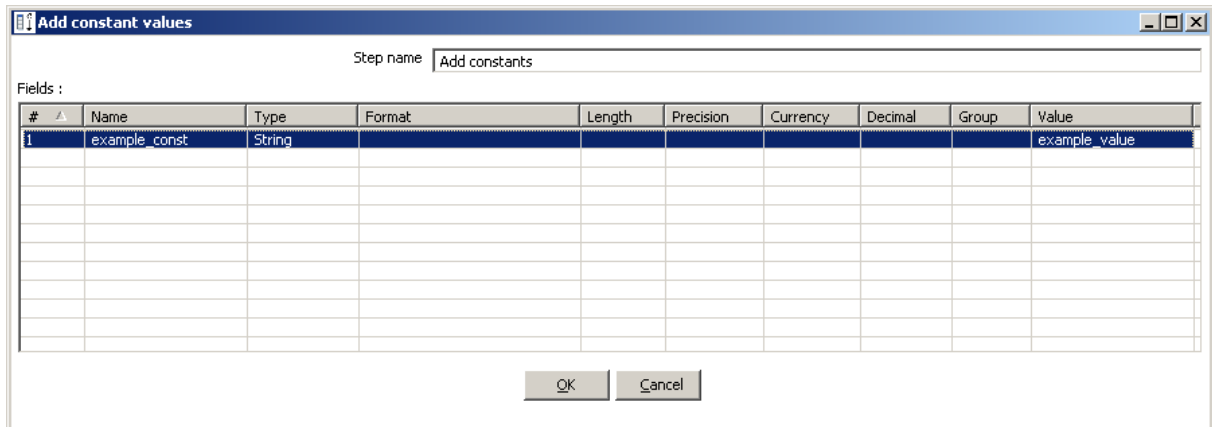 Add constant values
Step name Add constants
Fields :
# Name Type Format Length Precision Currency Decimal Group Value
1 example_const String example_value
OK Cancel